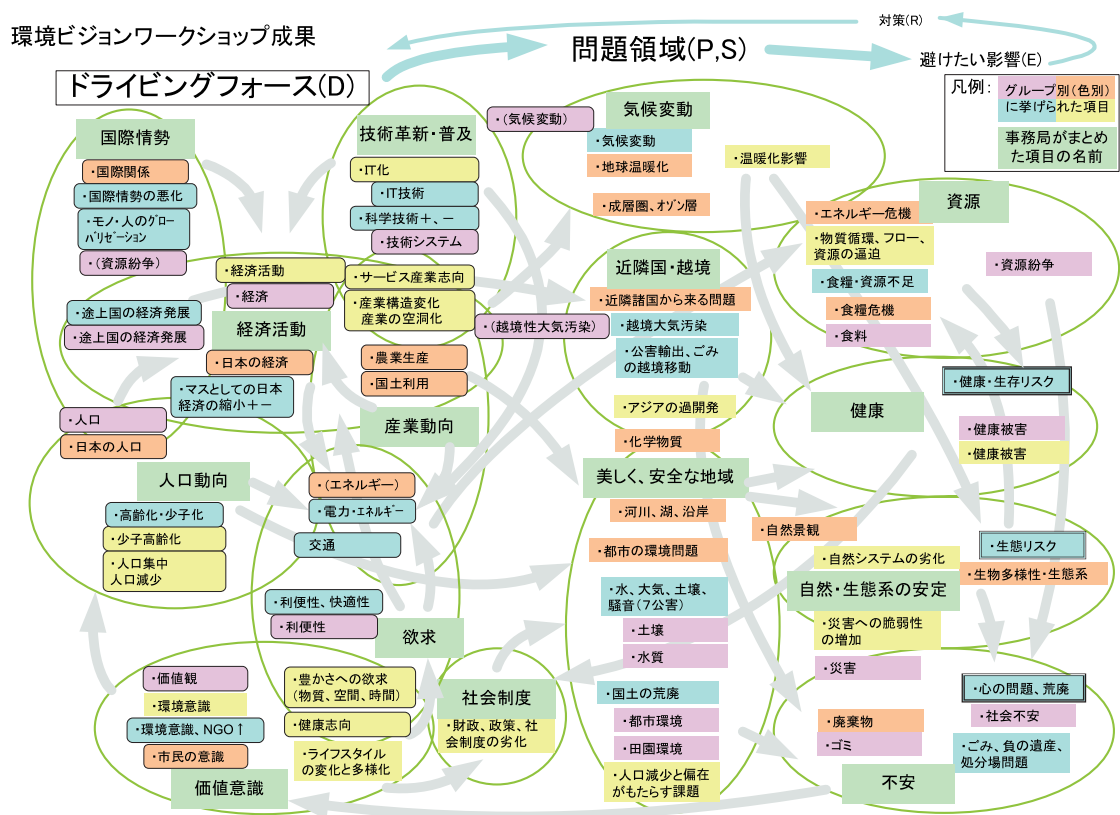 環境ビジョンワークショップ成果
対策(R)
問題領域(P,S)
避けたい影響(E)
ドライビングフォース(D)
凡例:
グループ別(色別)
に挙げられた項目
事務局がまとめ
た項目の名前
国際情勢
・国際関係
・国際情勢の悪化
・モノ・人のグロー
バリゼーション
・(資源紛争)
技術革新・普及
・IT化
・IT技術
・科学技術+、-
・技術システム
・経済活動
・経済
・途上国の経済発展
・途上国の経済発展
経済活動
・日本の経済
・マスとしての日本
経済の縮小+-
・サービス産業志向
・産業構造変化
産業の空洞化
・農業生産
・国土利用
産業動向
・人口
・日本の人口
人口動向
・高齢化・少子化
・少子高齢化
・人口集中
人口減少
・(エネルギー)
・電力・エネルギー
交通
・利便性、快適性
・利便性
欲求
・豊かさへの欲求
(物質、空間、時間)
・健康志向
・ライフスタイル
の変化と多様化
・価値観
・環境意識
・環境意識、NGO↑
・市民の意識
価値意識
社会制度
・財政、政策、社
会制度の劣化
・(気候変動)
気候変動
・気候変動
・地球温暖化
・温暖化影響
・成層圏、オゾン層
近隣国・越境
・近隣諸国から来る問題
・(越境性大気汚染)
・越境大気汚染
・公害輸出、ごみ
の越境移動
・アジアの過開発
・化学物質
美しく、安全な地域
・河川、湖、沿岸
・都市の環境問題
・水、大気、土壌、
騒音(7公害)
・土壌
・水質
・国土の荒廃
・都市環境
・田園環境
・人口減少と偏在
がもたらす課題
資源
・エネルギー危機
・物質循環、フロー、
資源の逼迫
・資源紛争
・食糧・資源不足
・食糧危機
・食料
健康
・健康・生存リスク
・健康被害
・健康被害
・自然景観
・生態リスク
・自然システムの劣化
・生物多様性・生態系
自然・生態系の安定
・災害への脆弱性
の増加
・災害
・心の問題、荒廃
・社会不安
・廃棄物
・ゴミ
・ごみ、負の遺産、
処分場問題
不安